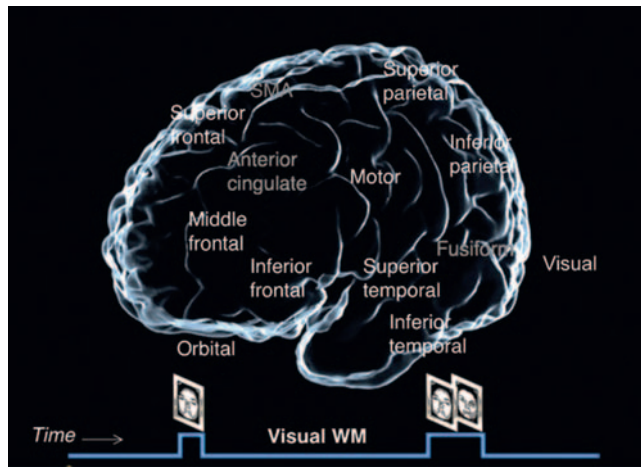 SMA
Superior
parietal
Superior
frontal
Anterior
cingulate
Motor
Inferior
parietal
Middle
frontal
Inferior
frontal
Superior
temporal
Fusiform
Visual
Inferior
temporal
Orbital
Time
Visual WM